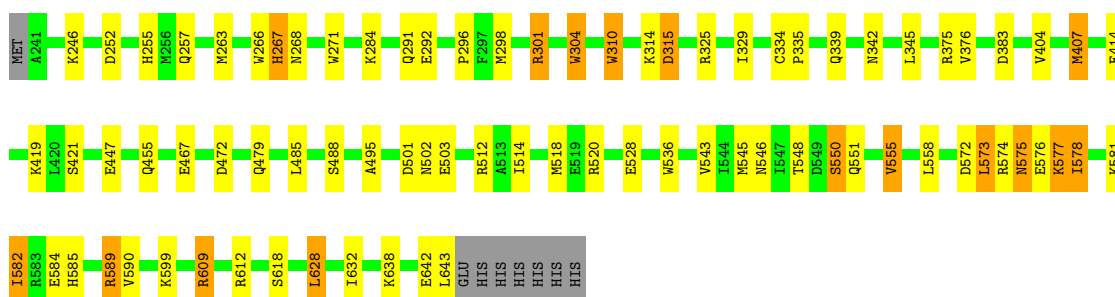 MET A241 K246 D252 H255 M256 Q257 M263 W266 H267 N268 W271 K284 Q291 E292 P296 F297 M298 R301 W304 W310 K314 D315 R325 I329 C334 P335 Q339 N342 L345 R375 V376 D383 V404 M407
K419 L420 S421 E447 Q455 E467 D472 Q479 L485 S488 A495 D501 N502 E503 R512 A513 I514 M518 E519 R520 E528 W536 V543 I544 M545 N546 I547 T548 D549 S550 Q551 V555 L558 D572 L573 R574 N575 E576 K577 I578
I582 R583 E584 H585 R589 V590 K599 R609 R612 S618 L628 I632 K638 E642 L643 GLU HIS HIS HIS HIS HIS HIS